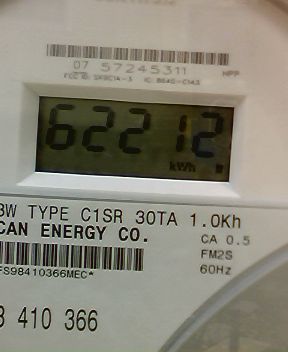 07 57245311
HPP
62212
kWh
3W TYPE C1SR 30TA 1.0Kh
CAN ENERGY CO.
CA 0.5
FM2S
60Hz
FS98410366MEC*
3 410 366